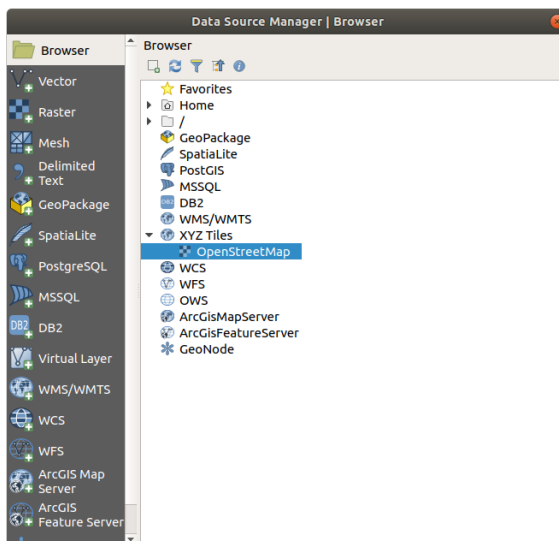 Data Source Manager | Browser
Browser
Vector
Raster
Mesh
Delimited
Text
GeoPackage
SpatiaLite
PostgreSQL
MSSQL
DB2
DB2
Virtual Layer
WMS/WMTS
WCS
WFS
ArcGIS Map
Server
ArcGIS
Feature Server
Browser
Favorites
Home
/
GeoPackage
SpatiaLite
PostGIS
MSSQL
DB2
DB2
WMS/WMTS
XYZ Tiles
OpenStreetMap
WCS
WFS
OWS
ArcGisMapServer
ArcGisFeatureServer
GeoNode